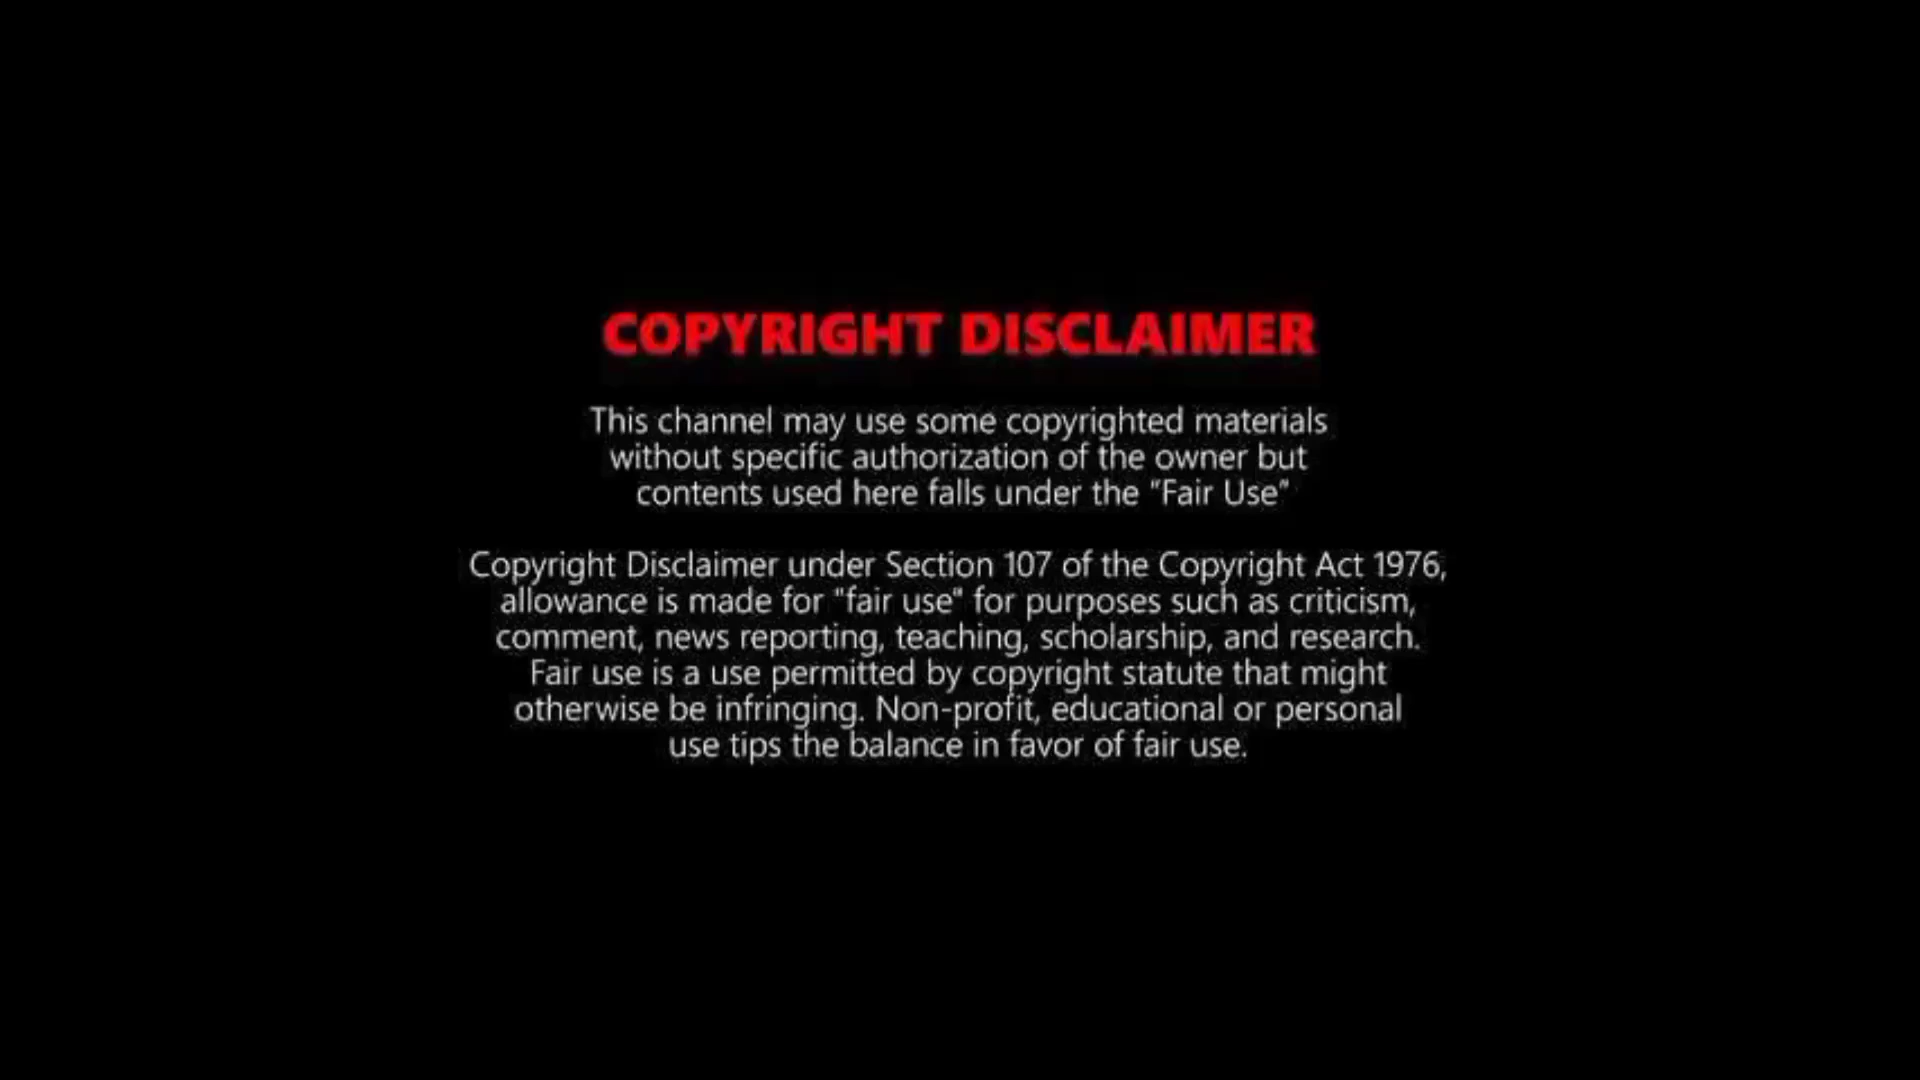 COPYRIGHT DISCLAIMER
This channel may use some copyrighted materials
without specific authorization of the owner but
contents used here falls under the "Fair Use"
Copyright Disclaimer under Section 107 of the Copyright Act 1976,
allowance is made for "fair use" for purposes such as criticism,
comment, news reporting, teaching, scholarship, and research.
Fair use is a use permitted by copyright statute that might
otherwise be infringing. Non-profit, educational or personal
use tips the balance in favor of fair use.